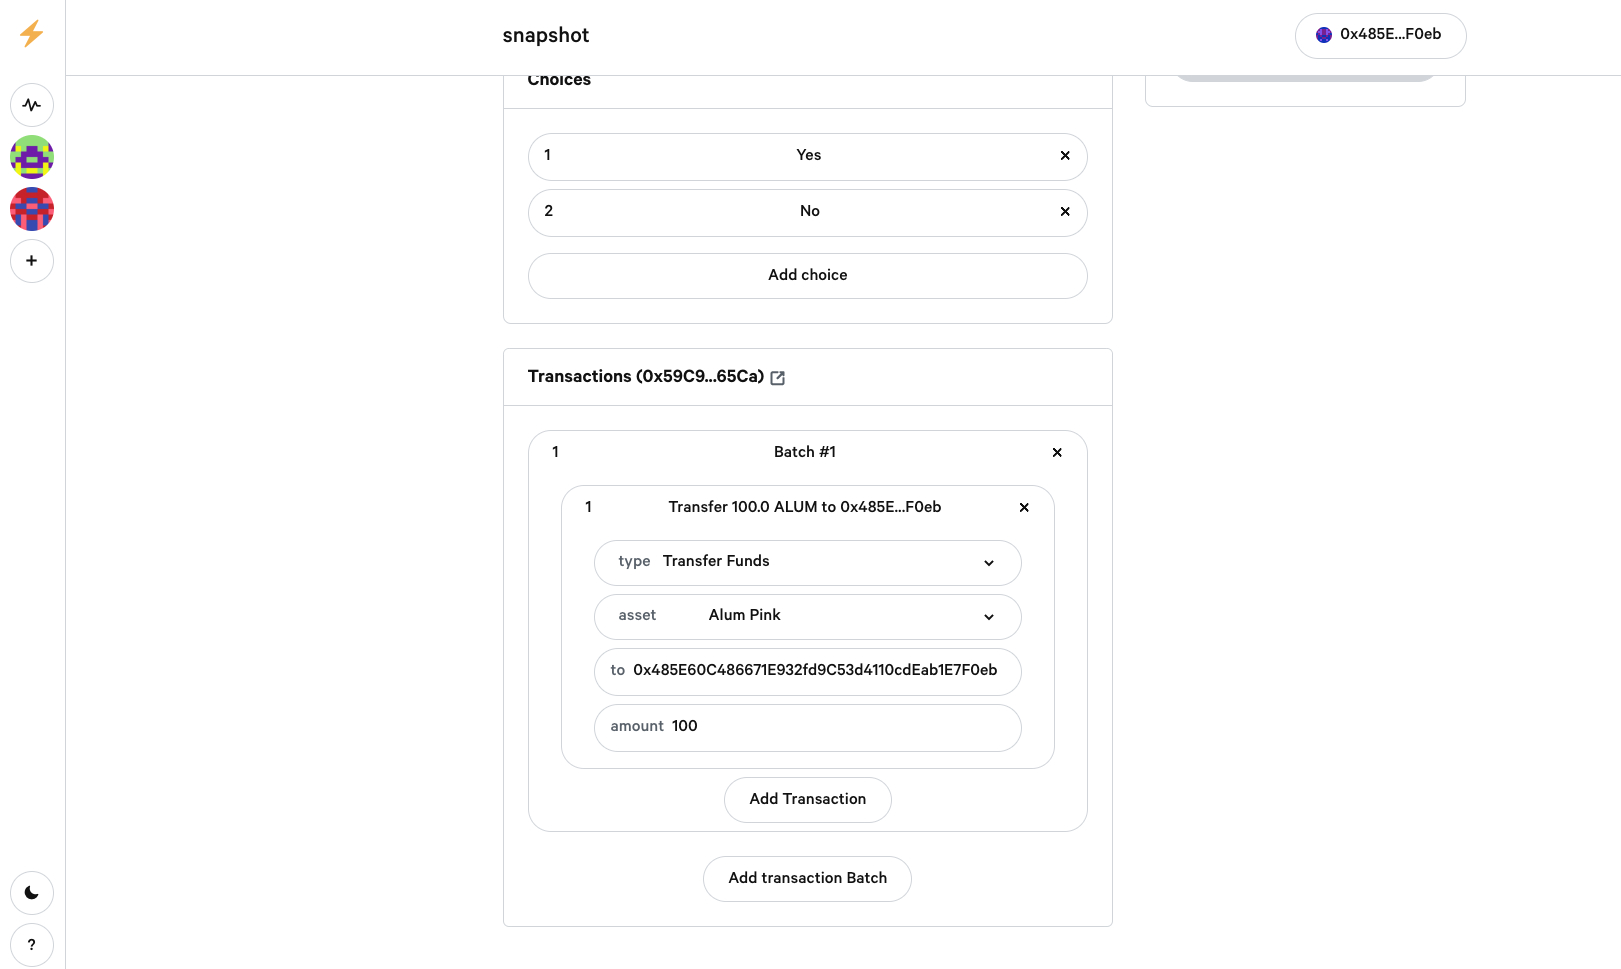 snapshot
0x485E...F0eb
Choices
1 Yes ×
2 No ×
Add choice
Transactions (0x59C9...65Ca)
1 Batch #1 ×
1 Transfer 100.0 ALUM to 0x485E...F0eb ×
type Transfer Funds
asset Alum Pink
to 0x485E60C486671E932fd9C53d4110cdEab1E7F0eb
amount 100
Add Transaction
Add transaction Batch
+
?